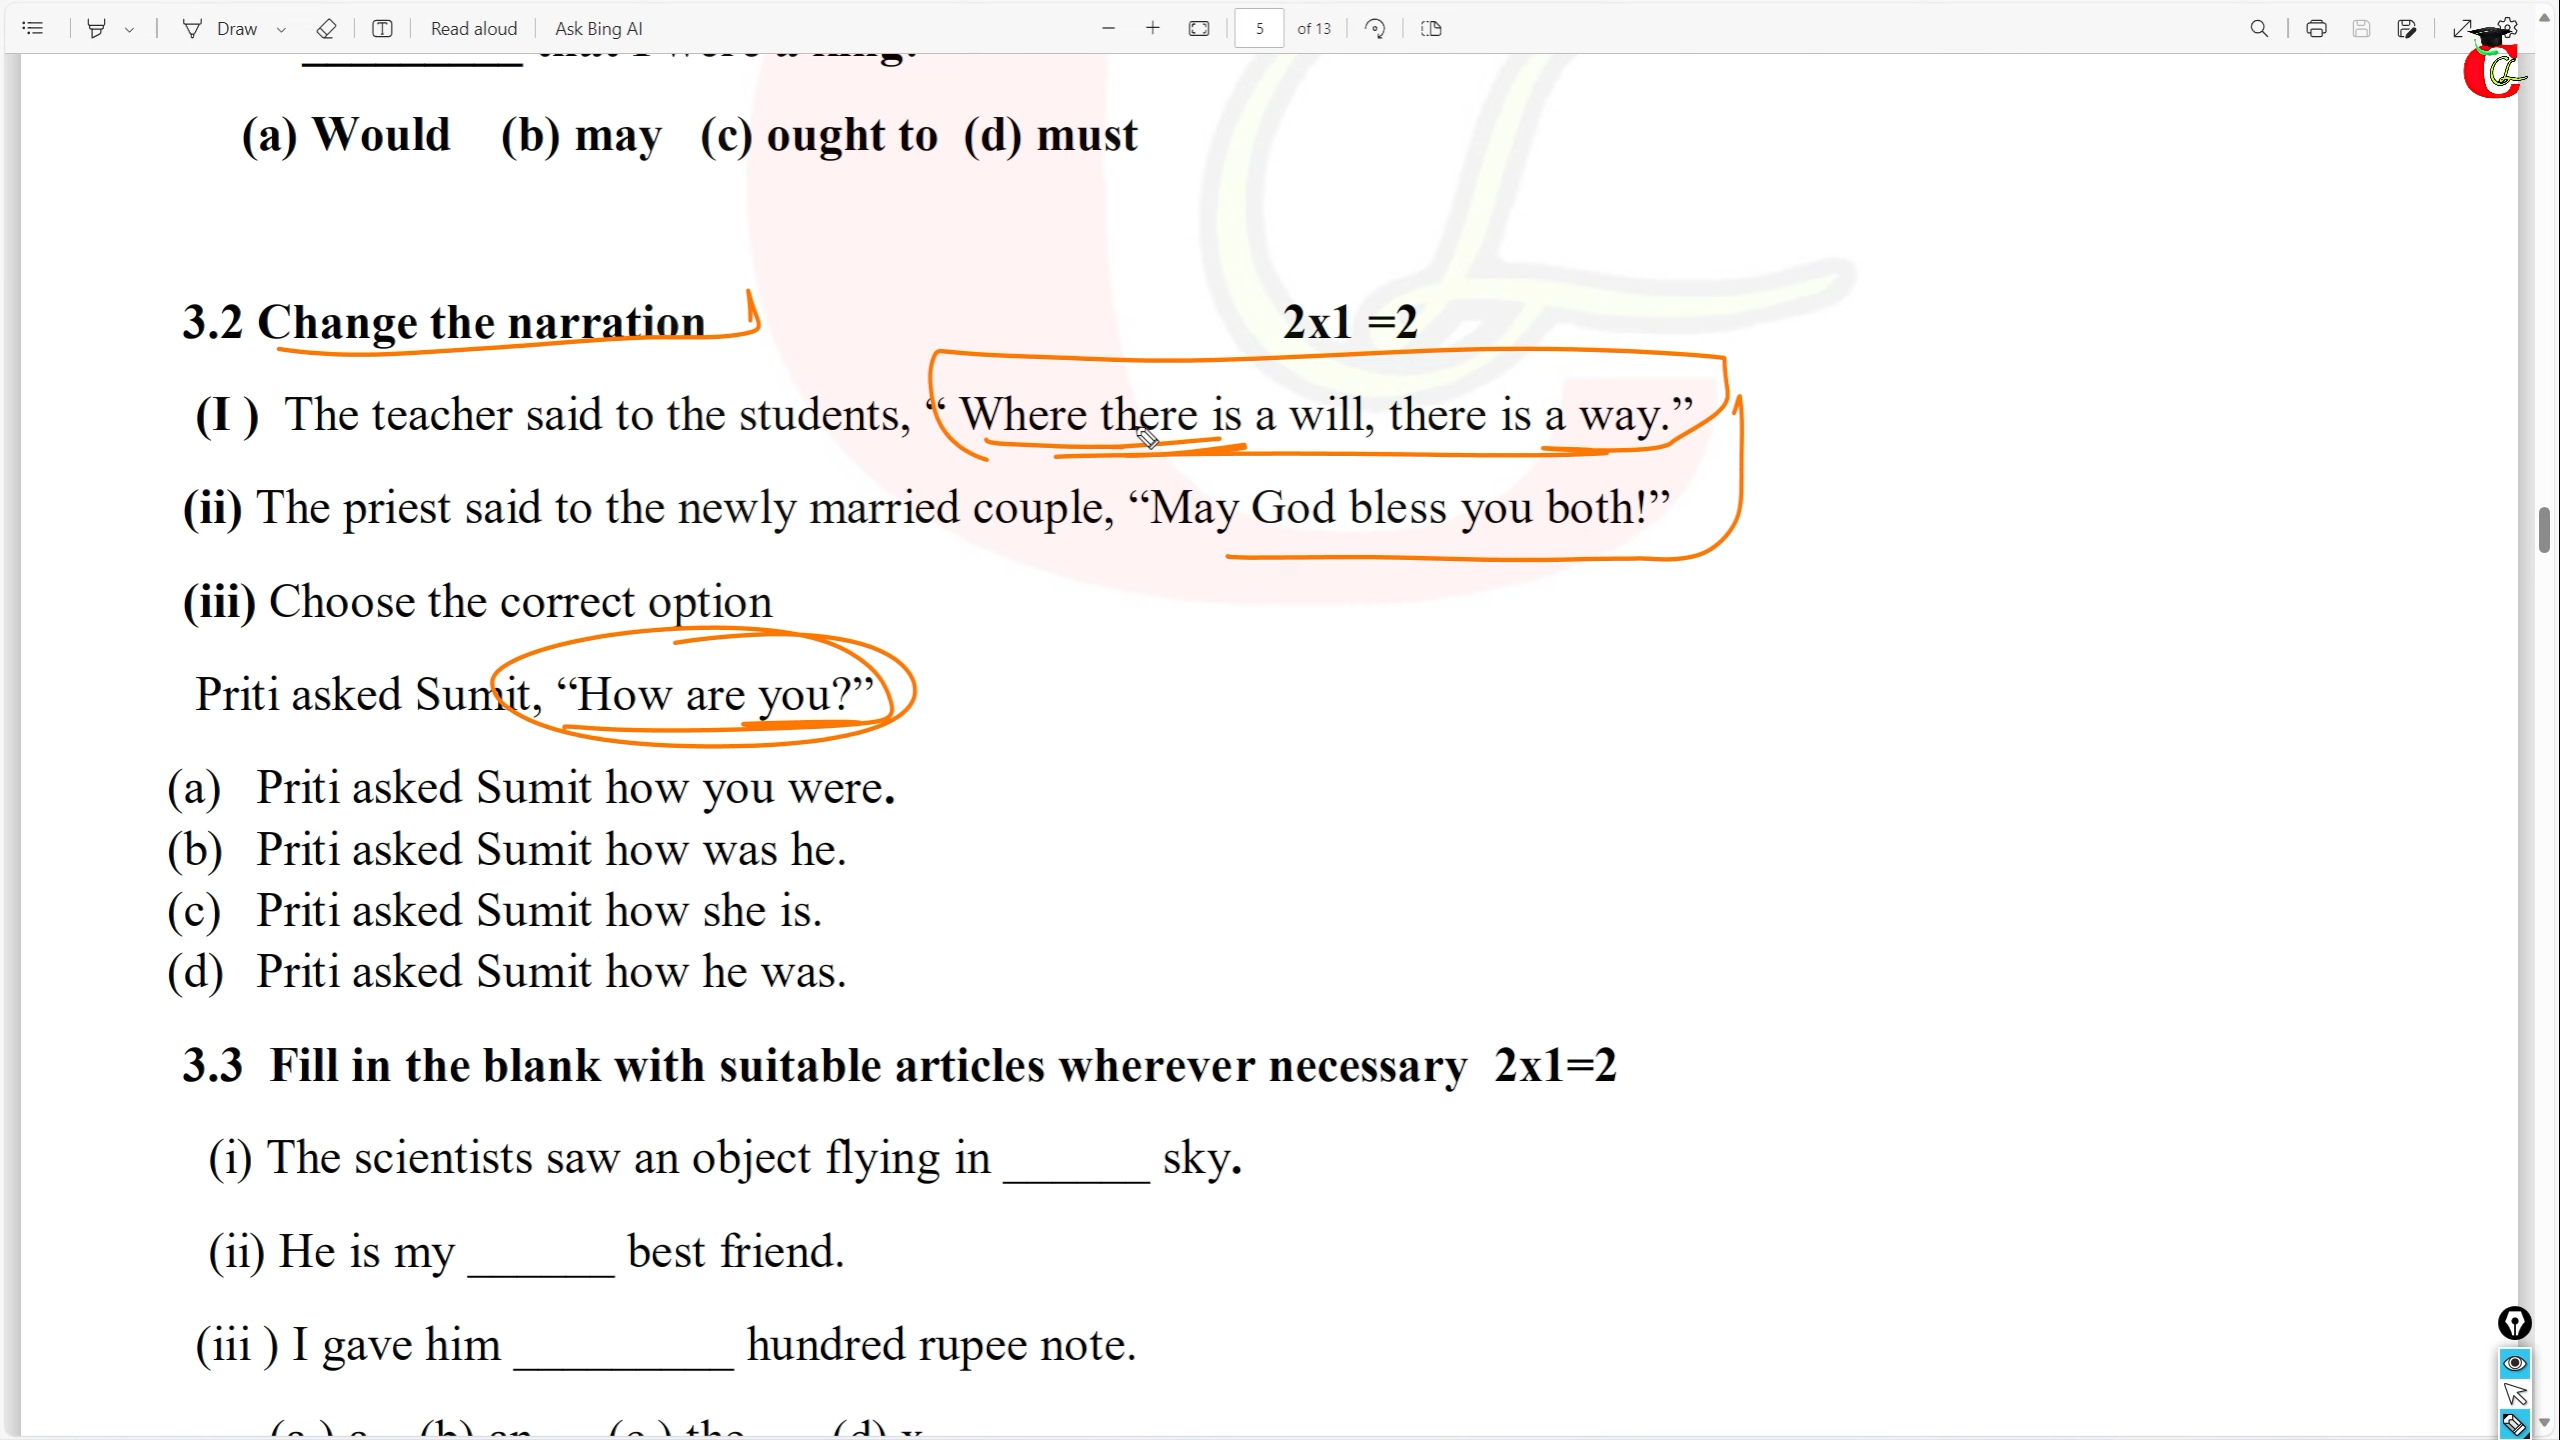 Draw Read aloud Ask Bing AI 5 of 13
that I were a king!
(a) Would (b) may (c) ought to (d) must
3.2 Change the narration 2x1 =2
(I ) The teacher said to the students, “ Where there is a will, there is a way.”
(ii) The priest said to the newly married couple, “May God bless you both!”
(iii) Choose the correct option
Priti asked Sumit, “How are you?”
(a) Priti asked Sumit how you were.
(b) Priti asked Sumit how was he.
(c) Priti asked Sumit how she is.
(d) Priti asked Sumit how he was.
3.3 Fill in the blank with suitable articles wherever necessary 2x1=2
(i) The scientists saw an object flying in ______ sky.
(ii) He is my ______ best friend.
(iii ) I gave him _________ hundred rupee note.
(a ) a (b) an (c ) the (d) x